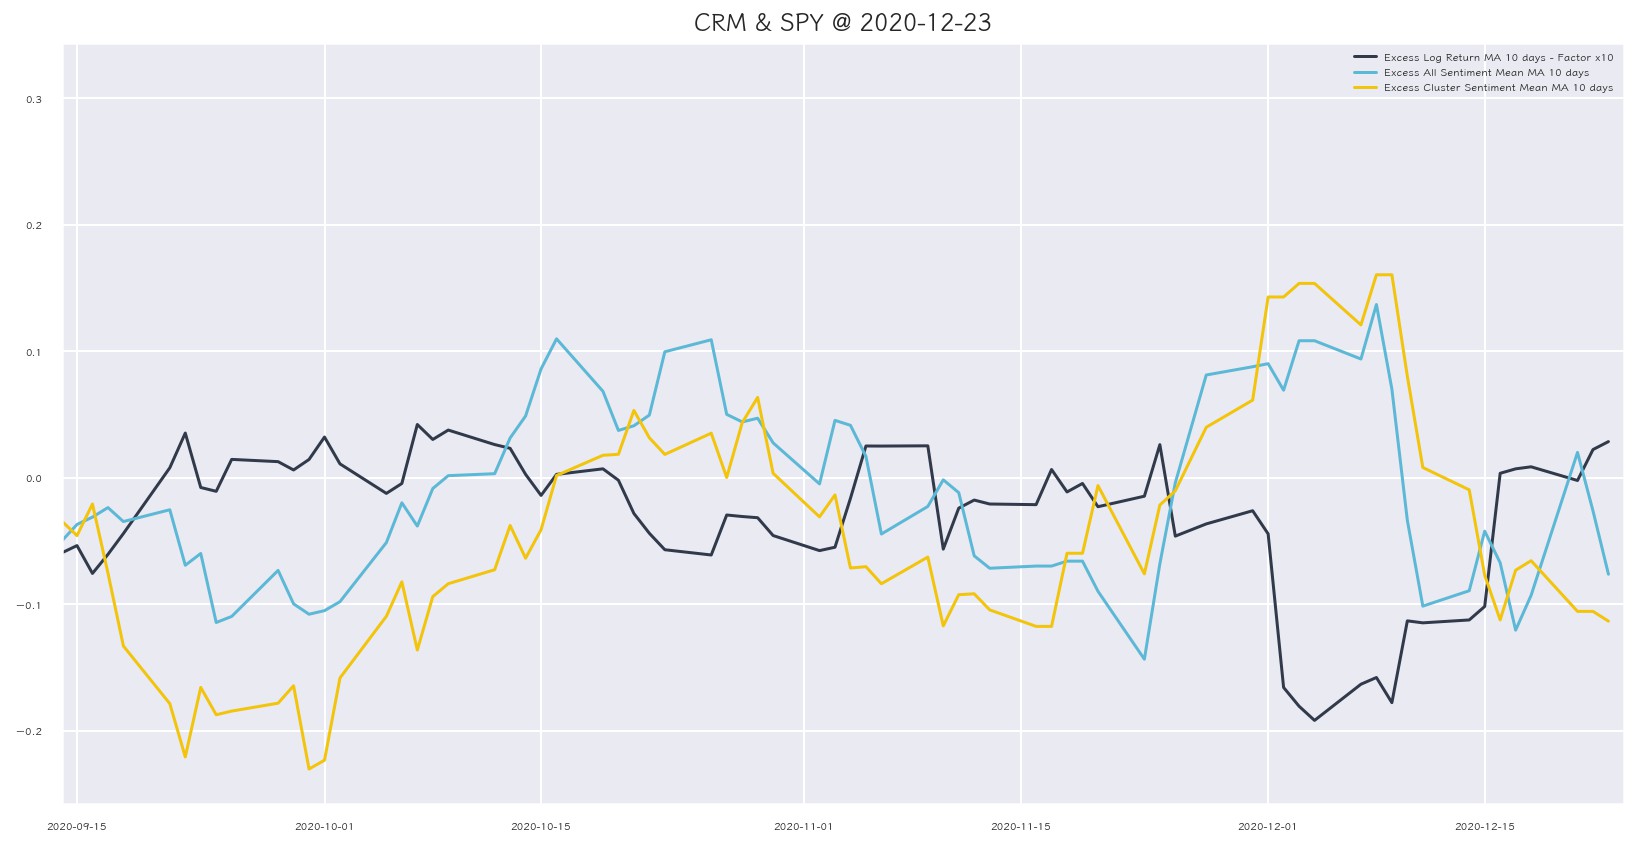 CRM & SPY @ 2020-12-23
Excess Log Return MA 10 days - Factor x10
Excess All Sentiment Mean MA 10 days
Excess Cluster Sentiment Mean MA 10 days
0.3
0.2
0.1
0.0
−0.1
−0.2
2020-09-15 2020-10-01 2020-10-15 2020-11-01 2020-11-15 2020-12-01 2020-12-15